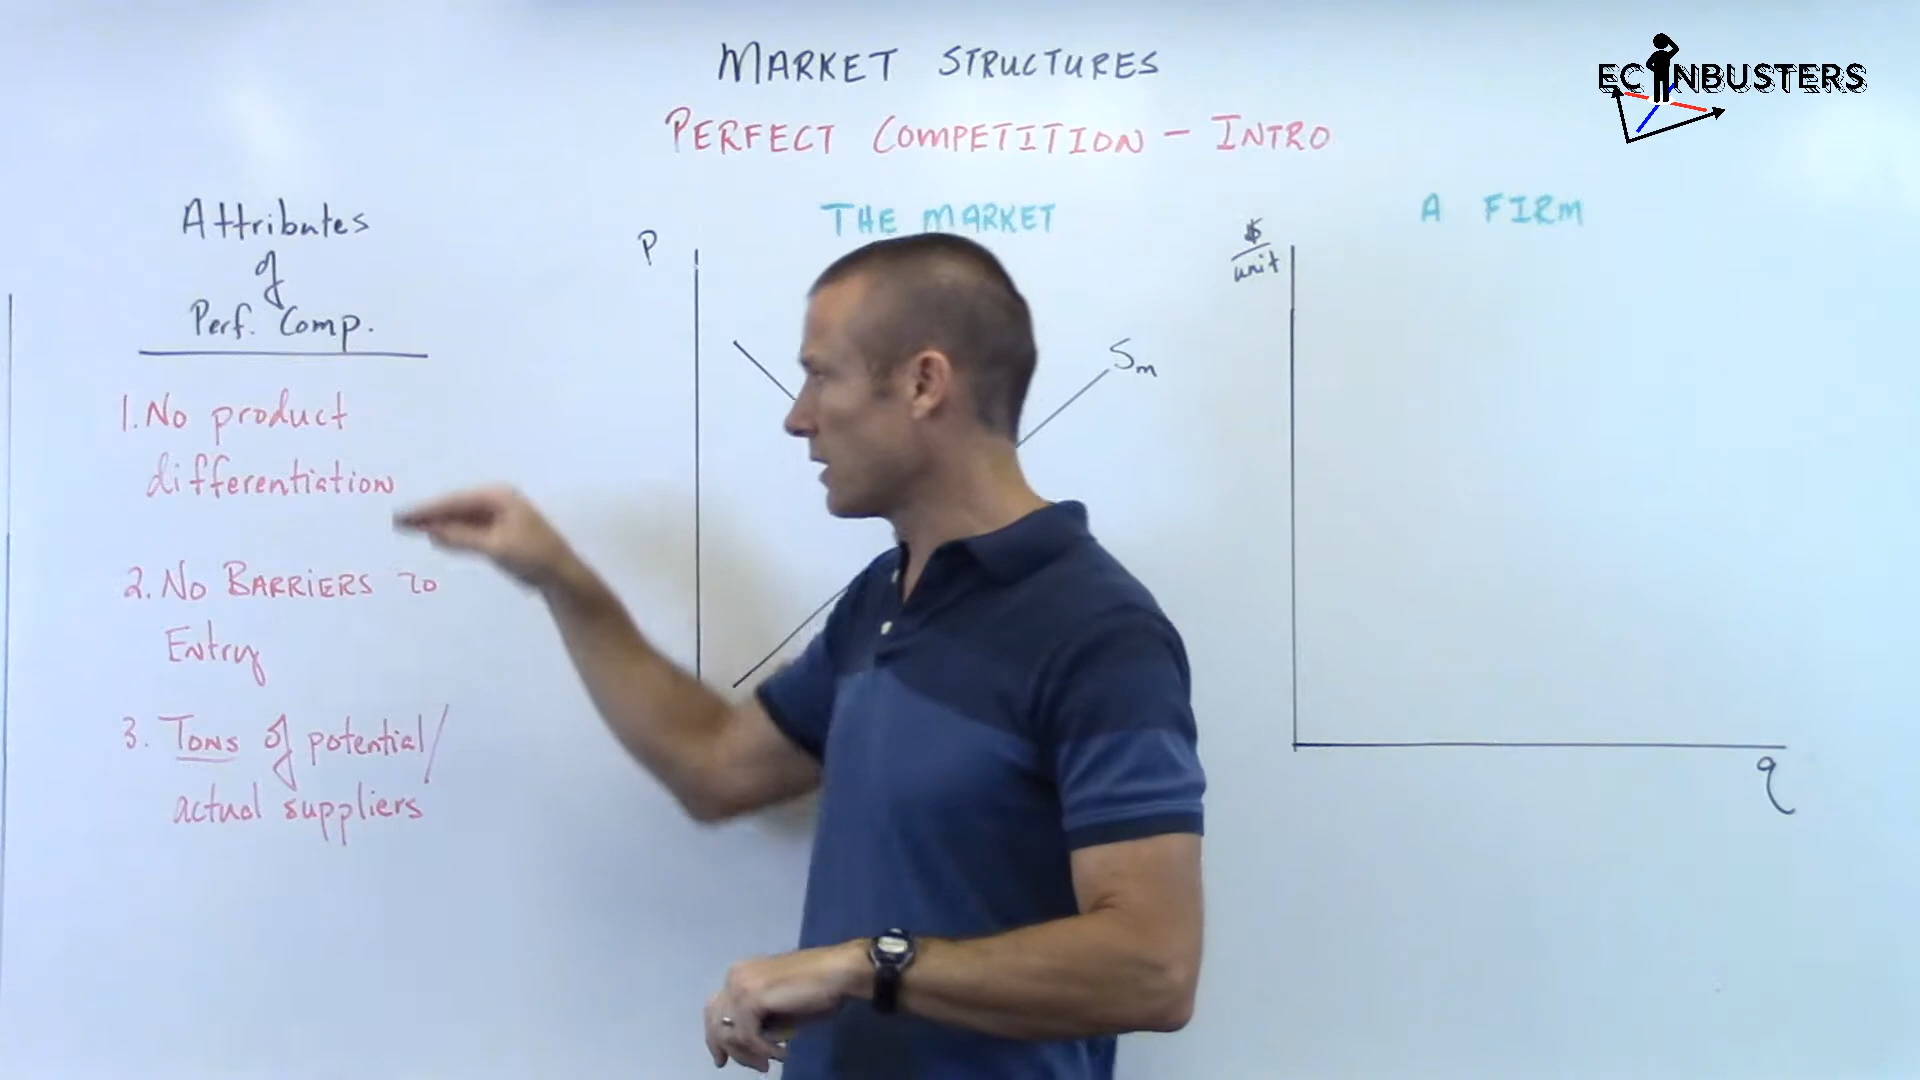 MARKET STRUCTURES
PERFECT COMPETITION - INTRO
ECONBUSTERS
Attributes
of
Perf. Comp.
1. No product
differentiation
2. NO BARRIERS TO
Entry
3. TONS of potential/
actual suppliers
THE MARKET
P
Sm
A FIRM
$/unit
q